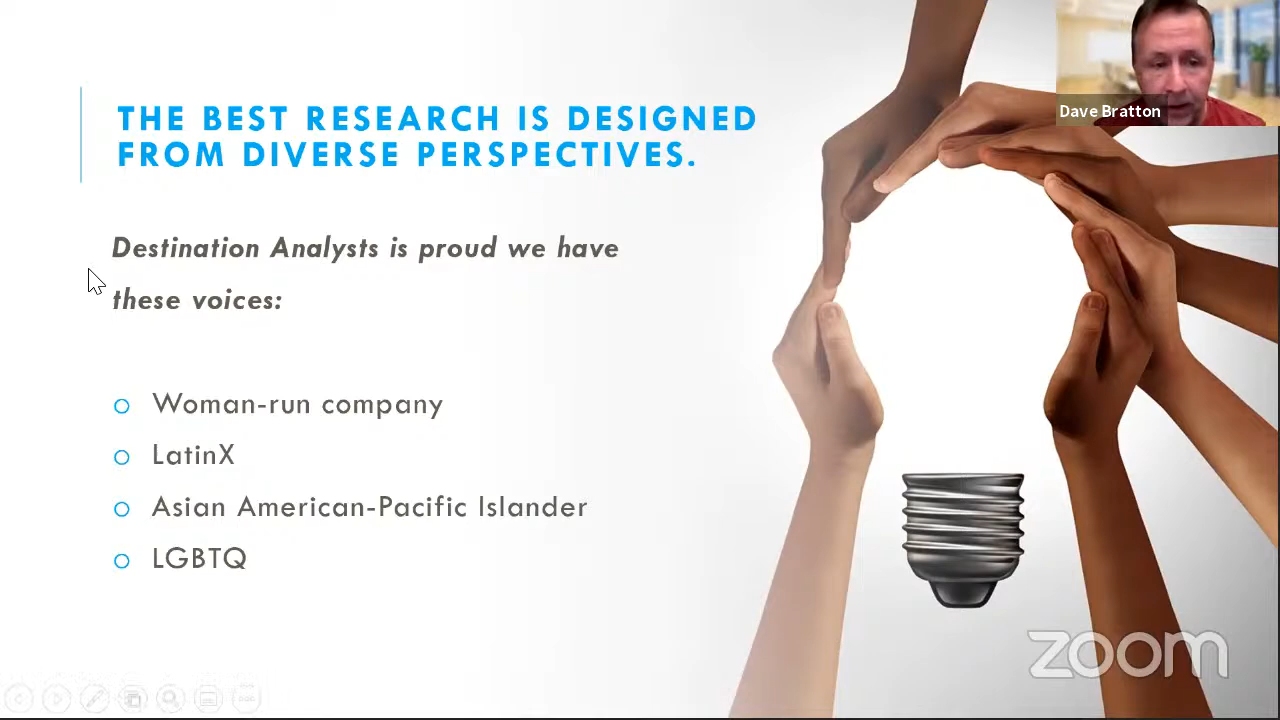 Dave Bratton
THE BEST RESEARCH IS DESIGNED
FROM DIVERSE PERSPECTIVES.
Destination Analysts is proud we have
these voices:
Woman-run company
LatinX
Asian American-Pacific Islander
LGBTQ
zoom